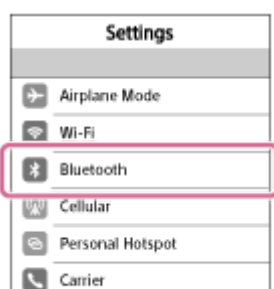 Settings
Airplane Mode
Wi-Fi
Bluetooth
Cellular
Personal Hotspot
Carrier